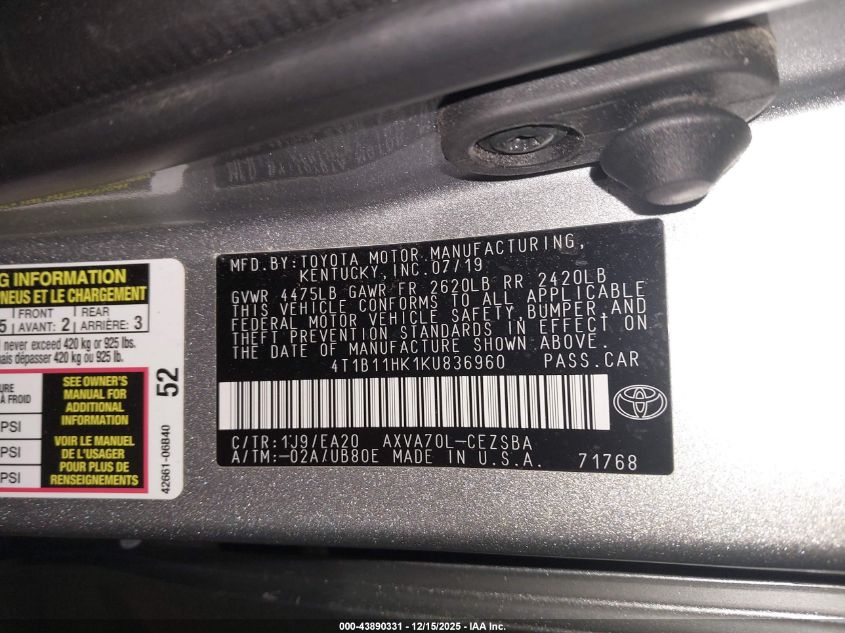 G INFORMATION
PNEUS ET LE CHARGEMENT
5 FRONT 2 REAR 3
AVANT: ARRIÈRE:
never exceed 420 kg or 925 lbs.
mais dépasser 420 kg ou 925 lb.
À FROID
PSI
PSI
PSI
SEE OWNER'S
MANUAL FOR
ADDITIONAL
INFORMATION
VOIR LE MANUEL
DE L'USAGER
POUR PLUS DE
RENSEIGNEMENTS
52
42661-06B40
MFD.BY: TOYOTA MOTOR MANUFACTURING,
KENTUCKY, INC.07/19
GVWR 4475LB GAWR FR 2620LB RR 2420LB
THIS VEHICLE CONFORMS TO ALL APPLICABLE
FEDERAL MOTOR VEHICLE SAFETY, BUMPER, AND
THEFT PREVENTION STANDARDS IN EFFECT ON
THE DATE OF MANUFACTURE SHOWN ABOVE.
4T1B11HK1KU836960 PASS.CAR
C/TR: 1J9/EA20 AXVA70L-CEZSBA
A/TM:-02A/UB80E MADE IN U.S.A. 71768
000-43890331 - 12/15/2025 - IAA Inc.